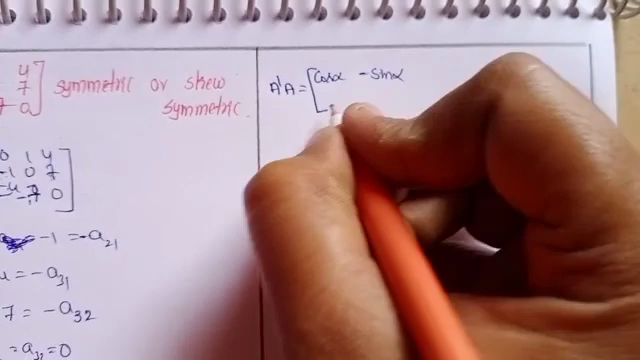 4
7
7 a
symmetric or skew
symmetric.
0 1 4
-1 0 7
-4 -7 0
-1 = -a21
= -a31
7 = -a32
= a33 = 0
A'A = [ Cosα -Sinα